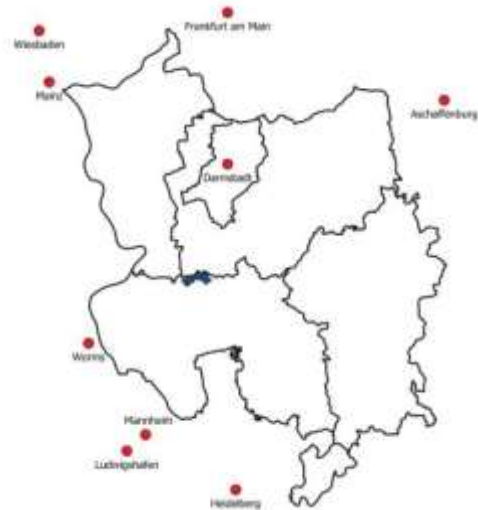 Frankfurt am Main
Wiesbaden
Mainz
Aschaffenburg
Darmstadt
Worms
Mannheim
Ludwigshafen
Heidelberg